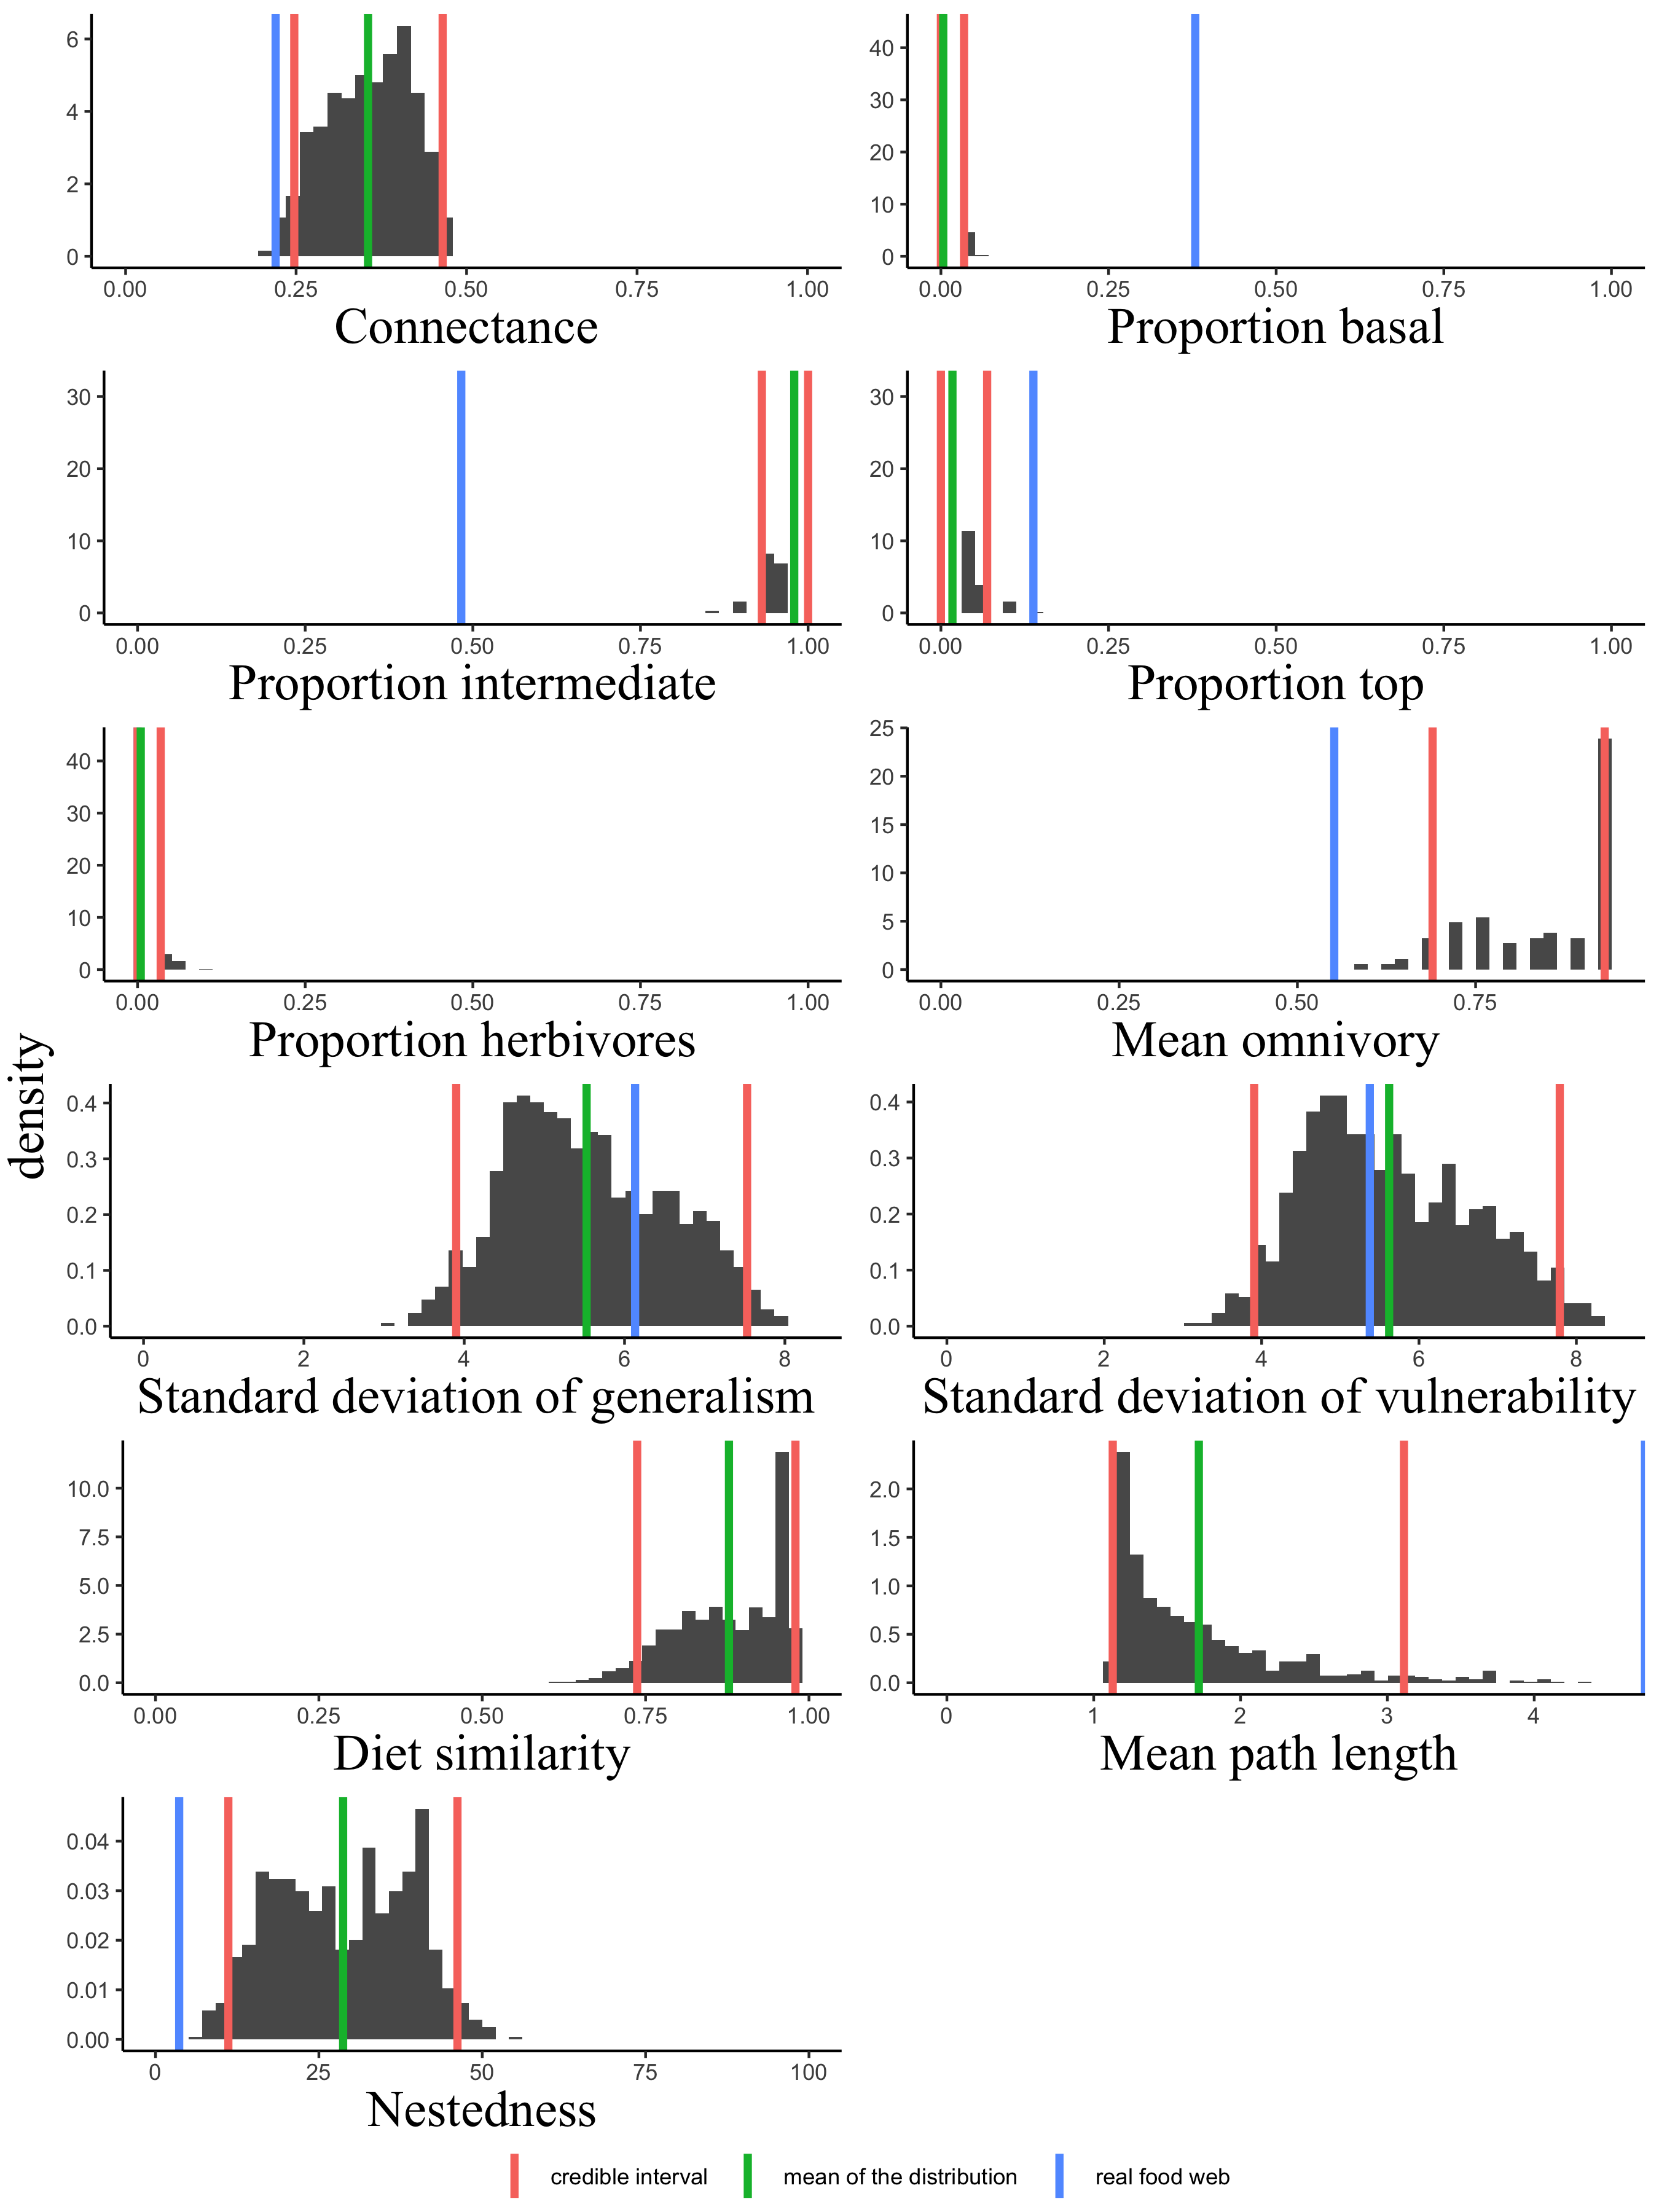 6
4
2
0
0.00 0.25 0.50 0.75 1.00
Connectance
40
30
20
10
0
0.00 0.25 0.50 0.75 1.00
Proportion basal
30
20
10
0
0.00 0.25 0.50 0.75 1.00
Proportion intermediate
30
20
10
0
0.00 0.25 0.50 0.75 1.00
Proportion top
40
30
20
10
0
0.00 0.25 0.50 0.75 1.00
Proportion herbivores
25
20
15
10
5
0
0.00 0.25 0.50 0.75
Mean omnivory
density
0.4
0.3
0.2
0.1
0.0
0 2 4 6 8
Standard deviation of generalism
0.4
0.3
0.2
0.1
0.0
0 2 4 6 8
Standard deviation of vulnerability
10.0
7.5
5.0
2.5
0.0
0.00 0.25 0.50 0.75 1.00
Diet similarity
2.0
1.5
1.0
0.5
0.0
0 1 2 3 4
Mean path length
0.04
0.03
0.02
0.01
0.00
0 25 50 75 100
Nestedness
credible interval mean of the distribution real food web